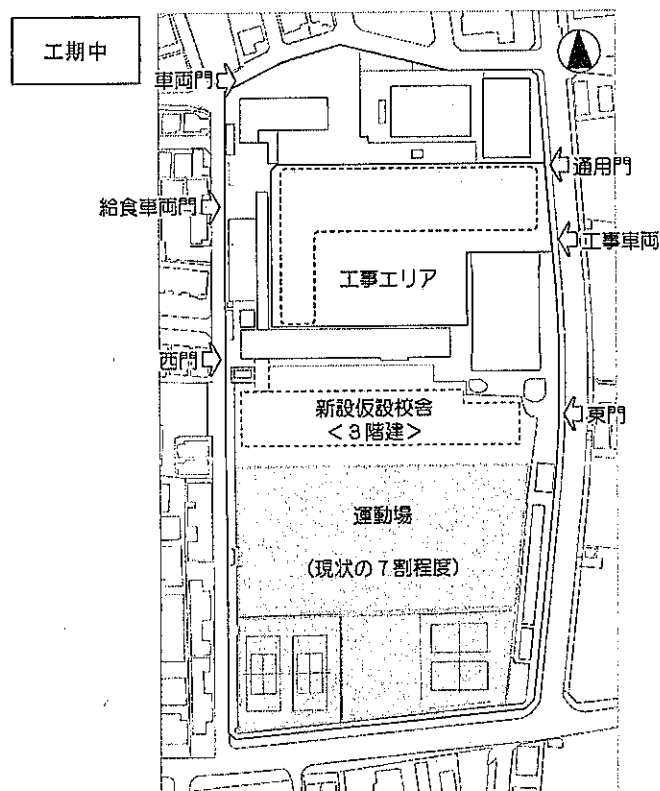 工期中
車両門
通用門
給食車両門
工事車両
工事エリア
西門
新設仮設校舎
＜３階建＞
東門
運動場
(現状の７割程度)